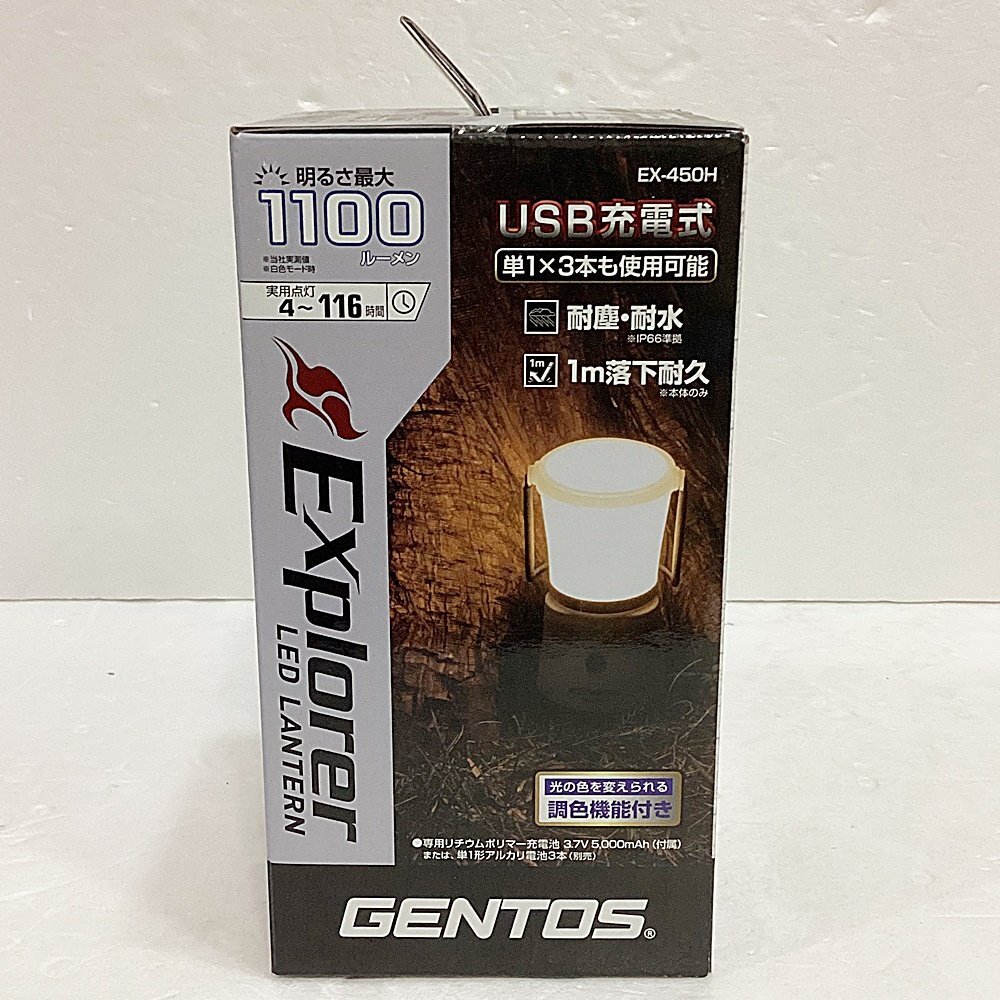 明るさ最大
1100
ルーメン
※当社実測値
※白色モード時
実用点灯
4～116時間
Explorer
LED LANTERN
EX-450H
USB充電式
単1×3本も使用可能
耐塵・耐水
※IP66準拠
1m
1m落下耐久
※本体のみ
光の色を変えられる
調色機能付き
●専用リチウムポリマー充電池 3.7V 5,000mAh（付属）
または、単1形アルカリ電池3本（別売）
GENTOS®